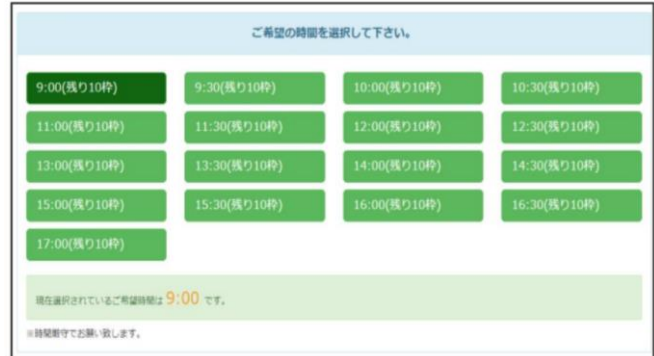 ご希望の時間を選択して下さい。
9:00(残り10枠) 9:30(残り10枠) 10:00(残り10枠) 10:30(残り10枠)
11:00(残り10枠) 11:30(残り10枠) 12:00(残り10枠) 12:30(残り10枠)
13:00(残り10枠) 13:30(残り10枠) 14:00(残り10枠) 14:30(残り10枠)
15:00(残り10枠) 15:30(残り10枠) 16:00(残り10枠) 16:30(残り10枠)
17:00(残り10枠)
現在選択されているご希望時間は 9:00 です。
※時間厳守でお願い致します。